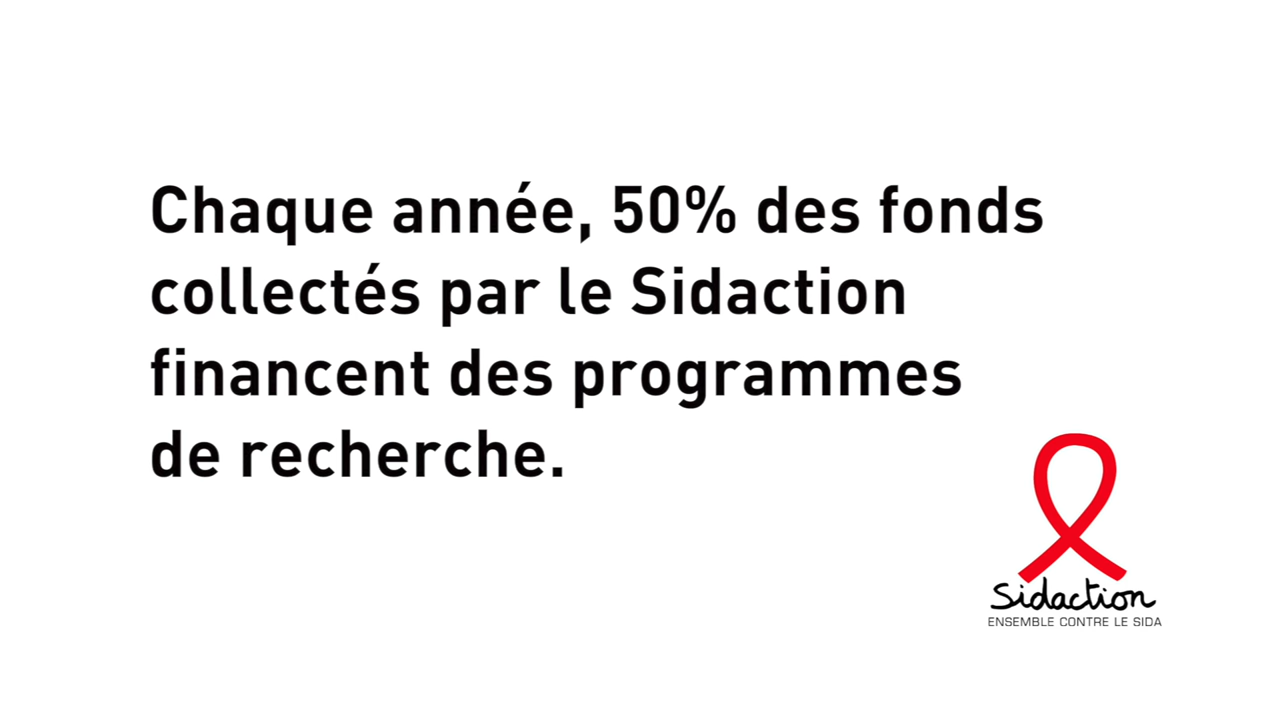 Chaque année, 50% des fonds
collectés par le Sidaction
financent des programmes
de recherche.
Sidaction
ENSEMBLE CONTRE LE SIDA